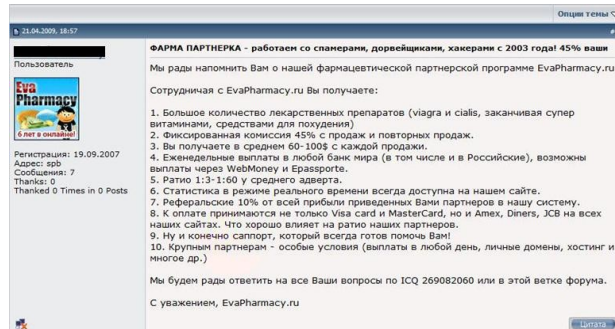 Опции темы
21.04.2009, 18:57
#
Пользователь
Eva
Pharmacy
6 лет в онлайне!
Регистрация: 19.09.2007
Адрес: spb
Сообщения: 7
Thanks: 0
Thanked 0 Times in 0 Posts
ФАРМА ПАРТНЕРКА - работаем со спамерами, дорвейщиками, хакерами с 2003 года! 45% ваши
Мы рады напомнить Вам о нашей фармацевтической партнерской программе EvaPharmacy.ru
Сотрудничая с EvaPharmacy.ru Вы получаете:
1. Большое количество лекарственных препаратов (viagra и cialis, заканчивая супер
витаминами, средствами для похудения)
2. Фиксированная комиссия 45% с продаж и повторных продаж.
3. Вы получаете в среднем 60-100$ с каждой продажи.
4. Еженедельные выплаты в любой банк мира (в том числе и в Российские), возможны
выплаты через WebMoney и Epassporte.
5. Ратио 1:3-1:60 у среднего адверта.
6. Статистика в режиме реального времени всегда доступна на нашем сайте.
7. Реферальские 10% от всей прибыли приведенных Вами партнеров в нашу систему.
8. К оплате принимаются не только Visa card и MasterCard, но и Amex, Diners, JCB на всех
наших сайтах. Что хорошо влияет на ратио наших партнеров.
9. Ну и конечно саппорт, который всегда готов помочь Вам!
10. Крупным партнерам - особые условия (выплаты в любой день, личные домены, хостинг и
многое др.)
Мы будем рады ответить на все Ваши вопросы по ICQ 269082060 или в этой ветке форума.
С уважением, EvaPharmacy.ru
Цитата